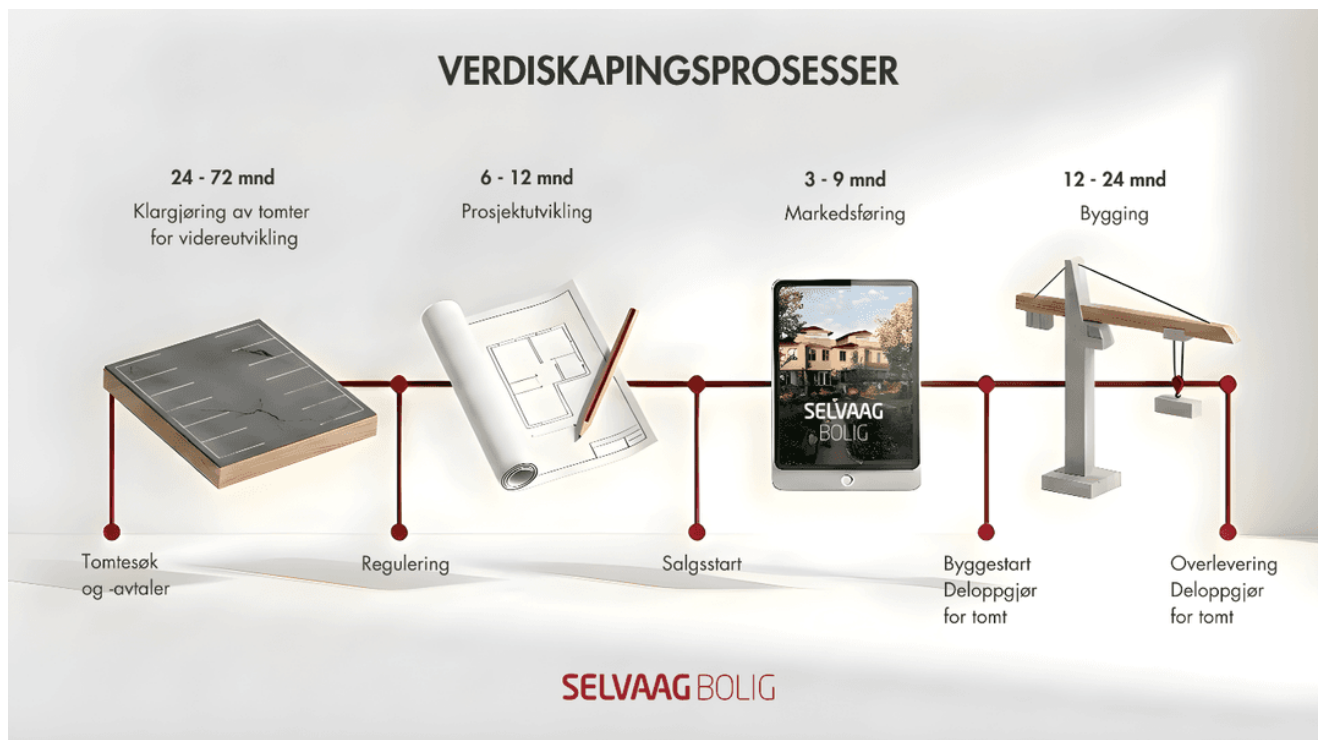 VERDISKAPINGSPROSESSER
24 - 72 mnd
Klargjøring av tomter
for videreutvikling
6 - 12 mnd
Prosjektutvikling
3 - 9 mnd
Markedsføring
12 - 24 mnd
Bygging
SELVAAG
BOLIG
Tomtesøk
og -avtaler
Regulering
Salgsstart
Byggestart
Deloppgjør
for tomt
Overlevering
Deloppgjør
for tomt
SELVAAG BOLIG